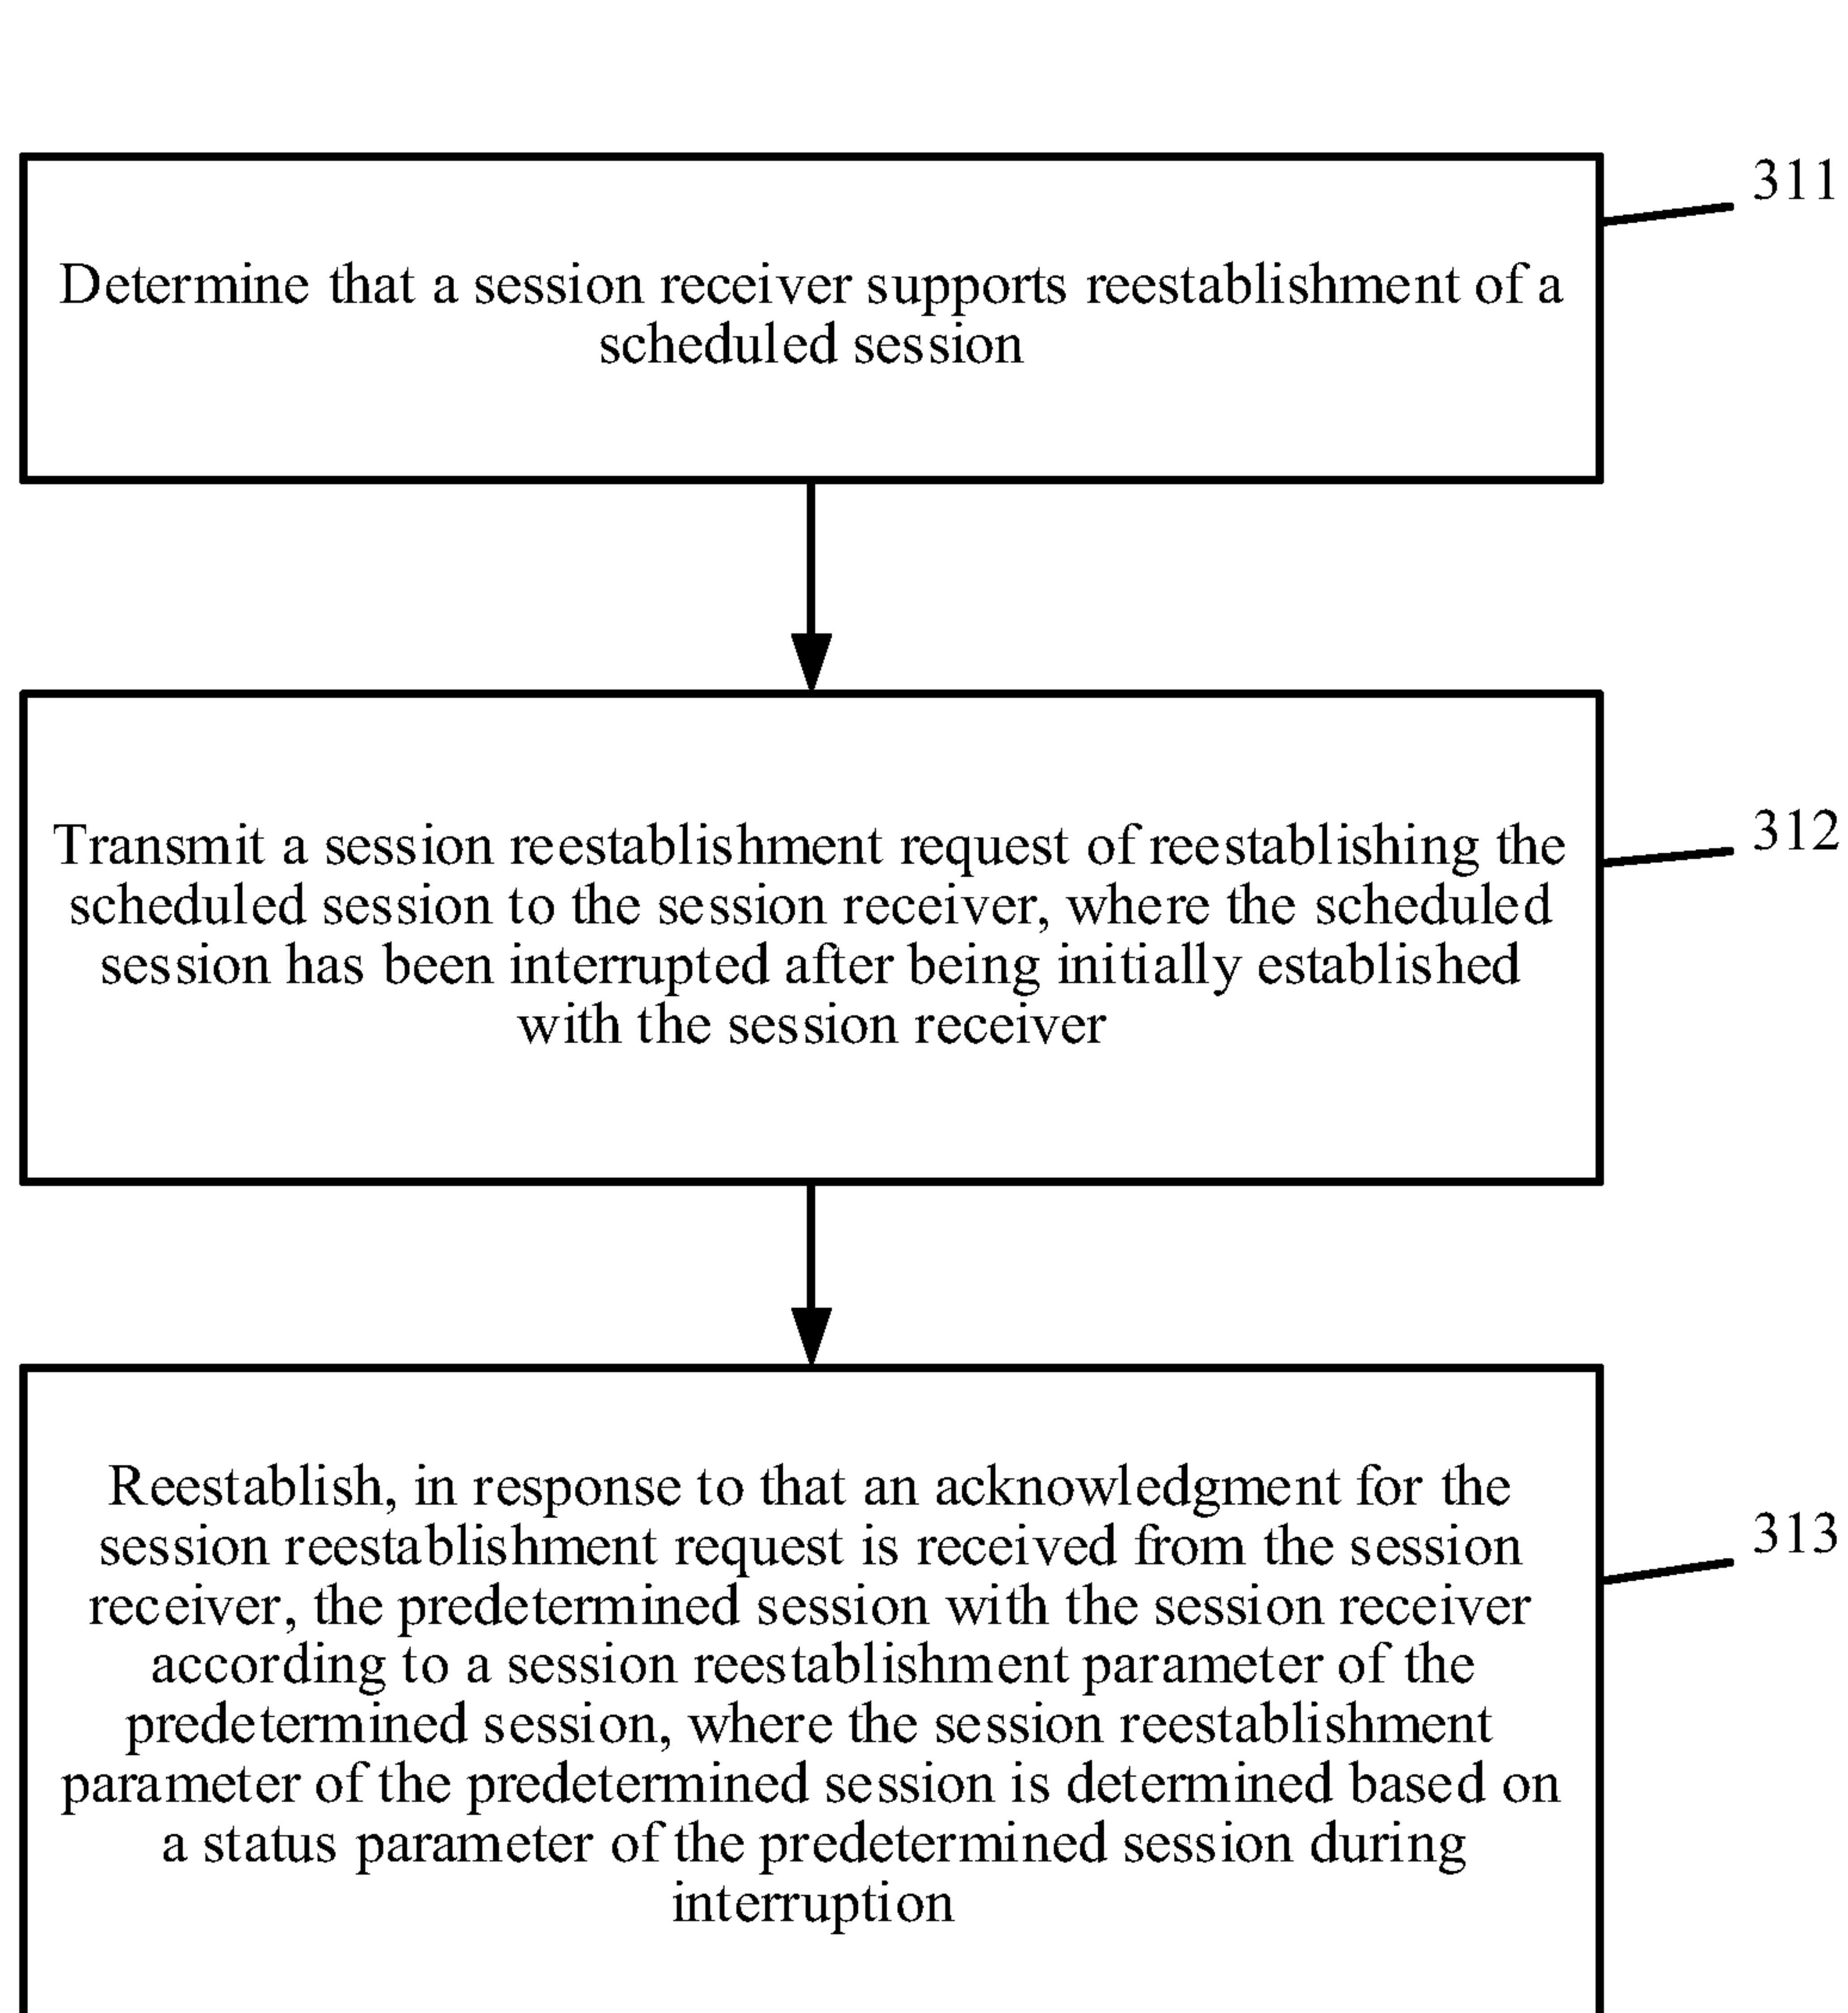 311
Determine that a session receiver supports reestablishment of a
scheduled session
312
Transmit a session reestablishment request of reestablishing the
scheduled session to the session receiver, where the scheduled
session has been interrupted after being initially established
with the session receiver
313
Reestablish, in response to that an acknowledgment for the
session reestablishment request is received from the session
receiver, the predetermined session with the session receiver
according to a session reestablishment parameter of the
predetermined session, where the session reestablishment
parameter of the predetermined session is determined based on
a status parameter of the predetermined session during
interruption